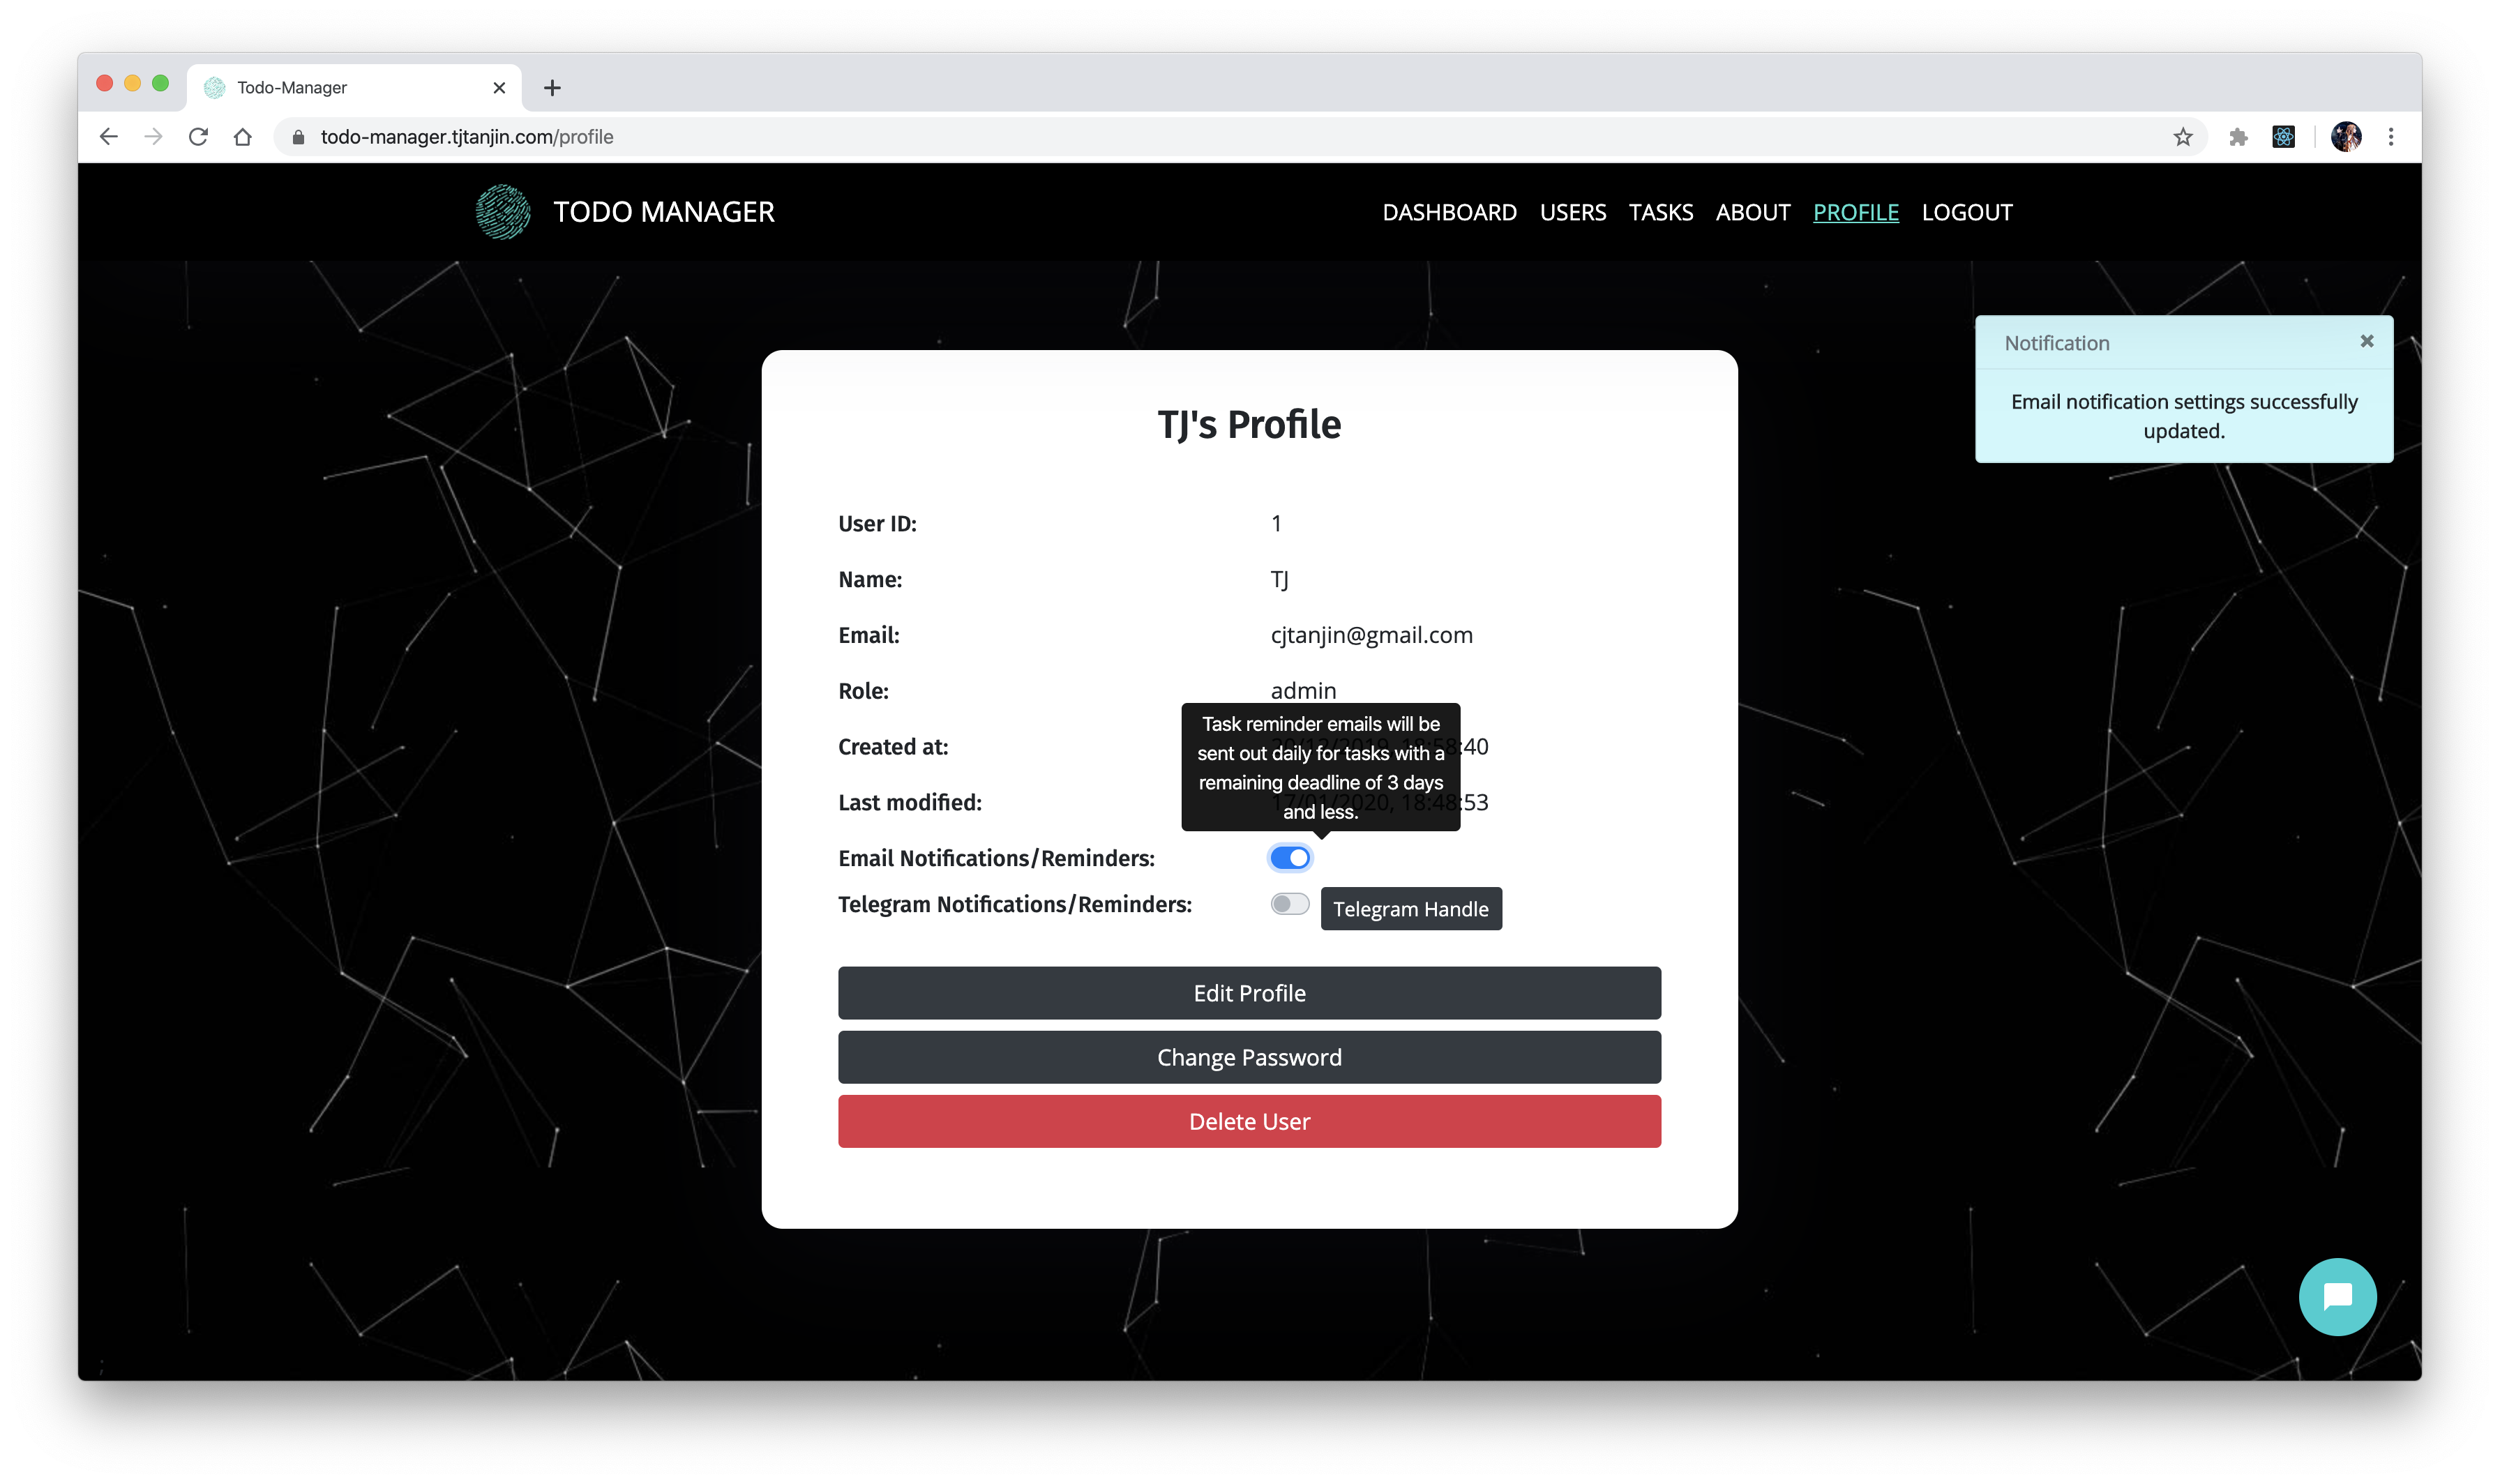 Todo-Manager
todo-manager.tjtanjin.com/profile
TODO MANAGER
DASHBOARD USERS TASKS ABOUT PROFILE LOGOUT
Notification
Email notification settings successfully
updated.
TJ's Profile
User ID: 1
Name: TJ
Email: cjtanjin@gmail.com
Role: admin
Task reminder emails will be
sent out daily for tasks with a
remaining deadline of 3 days
and less.
Created at: :40
Last modified: 17/01/2020, 18:48:53
Email Notifications/Reminders:
Telegram Notifications/Reminders: Telegram Handle
Edit Profile
Change Password
Delete User